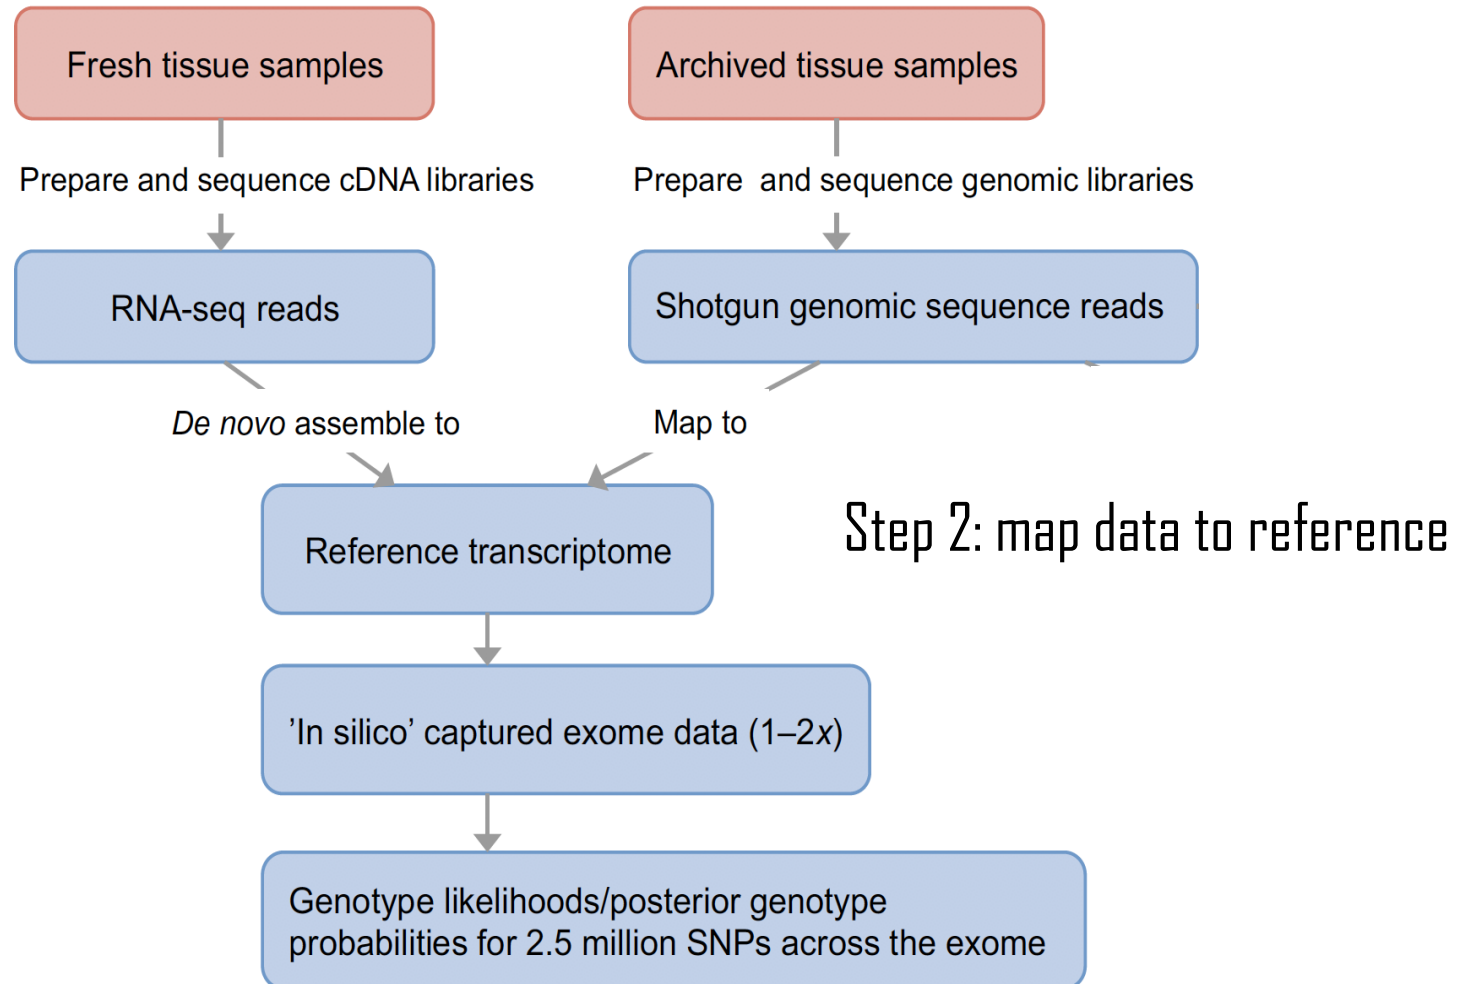 Fresh tissue samples
Archived tissue samples
Prepare and sequence cDNA libraries
Prepare and sequence genomic libraries
RNA-seq reads
Shotgun genomic sequence reads
De novo assemble to
Map to
Reference transcriptome
Step 2: map data to reference
’In silico’ captured exome data (1–2x)
Genotype likelihoods/posterior genotype
probabilities for 2.5 million SNPs across the exome